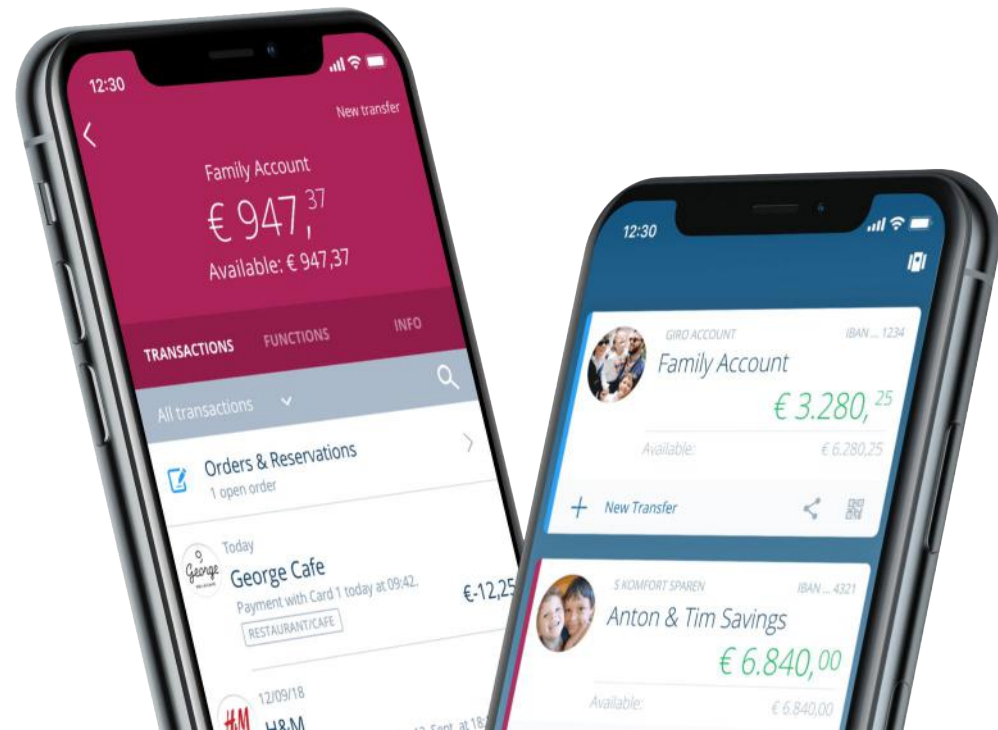 12:30
New transfer
Family Account
€ 947,37
Available: € 947,37
TRANSACTIONS FUNCTIONS INFO
All transactions
Orders & Reservations
1 open order
Today
George
George Cafe
Payment with Card 1 today at 09:42.
€-12,25
RESTAURANT/CAFE
12/09/18
H&M
H&M
Sept. at 18:
12:30
GIRO ACCOUNT
IBAN ... 1234
Family Account
€ 3.280,25
Available: € 6.280,25
New Transfer
S KOMFORT SPAREN
IBAN ... 4321
Anton & Tim Savings
€ 6.840,00
Available: € 6.840,00